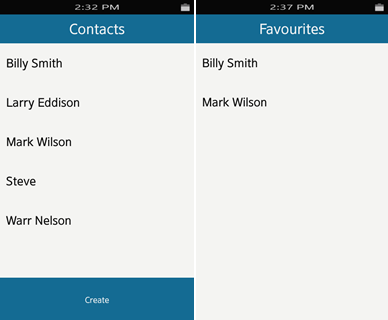 2:32 PM
Contacts
Billy Smith
Larry Eddison
Mark Wilson
Steve
Warr Nelson
Create
2:37 PM
Favourites
Billy Smith
Mark Wilson